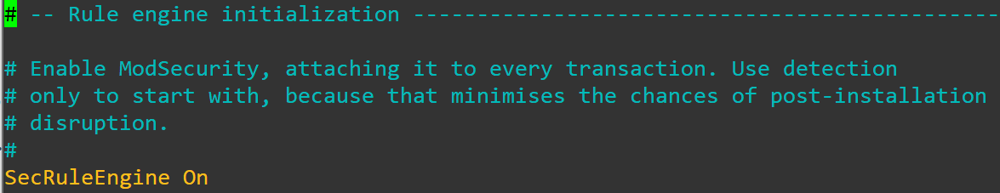 # -- Rule engine initialization ----------------------------------------------
# Enable ModSecurity, attaching it to every transaction. Use detection
# only to start with, because that minimises the chances of post-installation
# disruption.
#
SecRuleEngine On